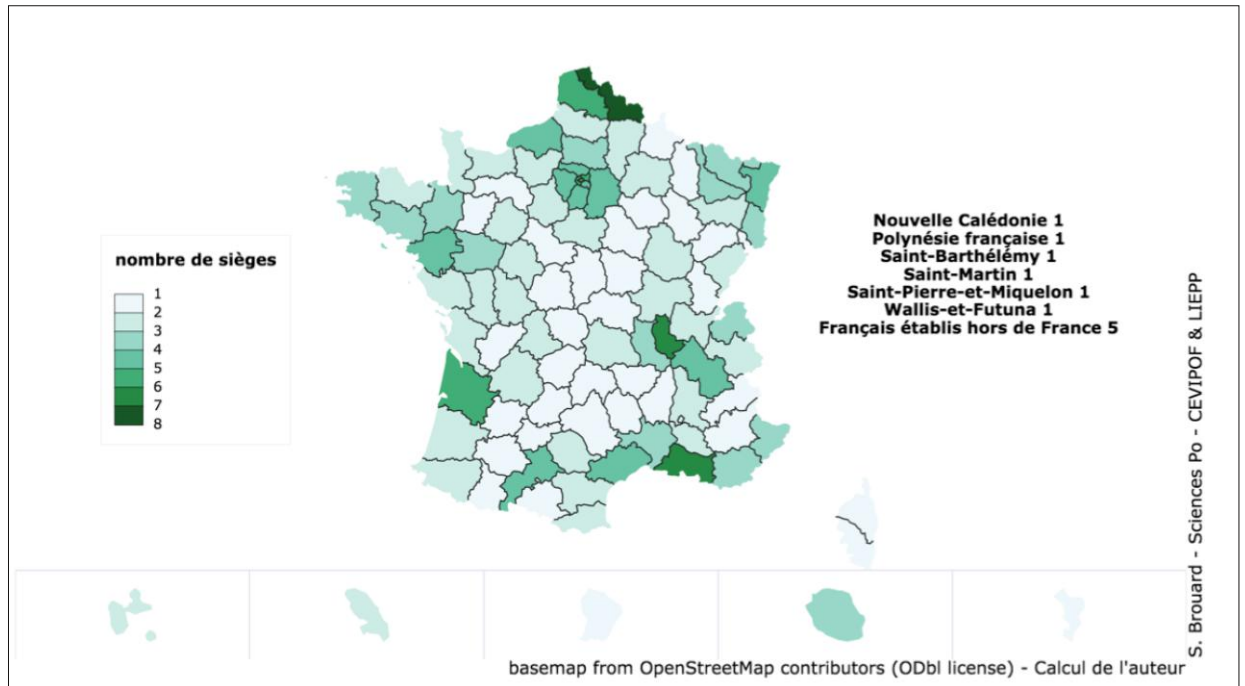 nombre de sièges
1
2
3
4
5
6
7
8
Nouvelle Calédonie 1
Polynésie française 1
Saint-Barthélémy 1
Saint-Martin 1
Saint-Pierre-et-Miquelon 1
Wallis-et-Futuna 1
Français établis hors de France 5
S. Brouard - Sciences Po - CEVIPOF & LIEPP
basemap from OpenStreetMap contributors (ODbl license) - Calcul de l'auteur